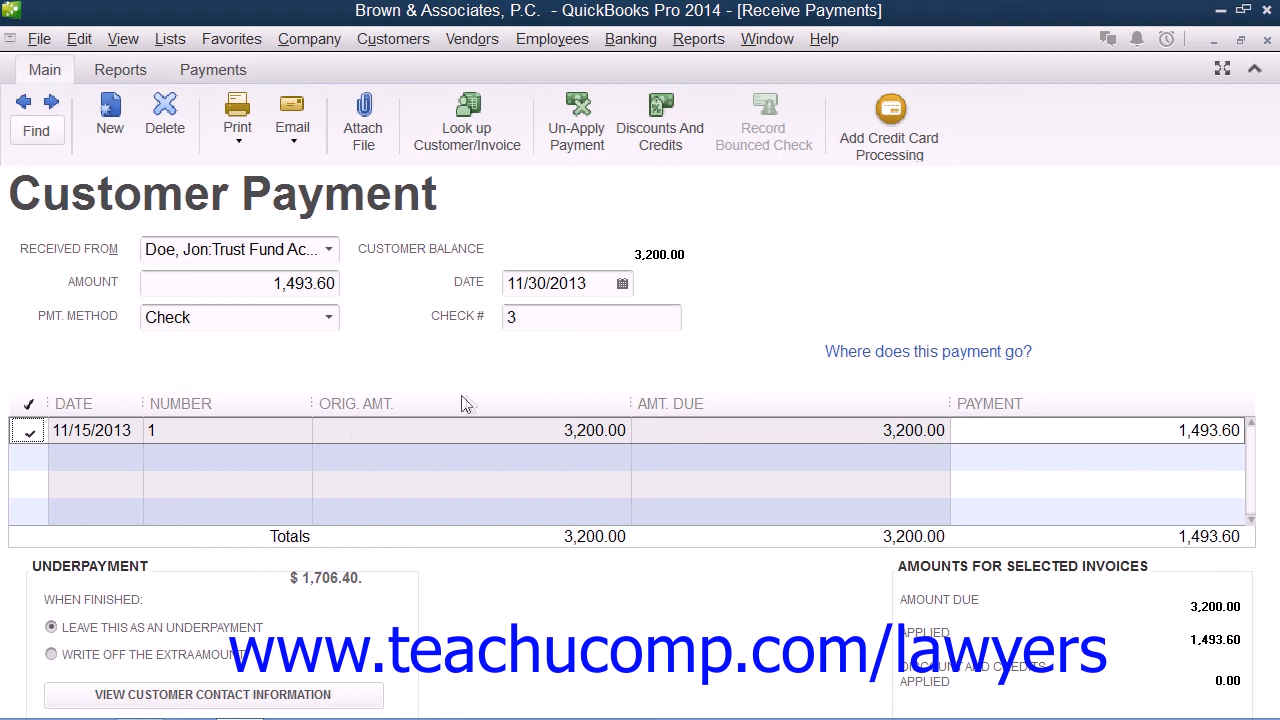 Brown & Associates, P.C. - QuickBooks Pro 2014 - [Receive Payments]
File Edit View Lists Favorites Company Customers Vendors Employees Banking Reports Window Help
Main Reports Payments
Find
New
Delete
Print
Email
Attach
File
Look up
Customer/Invoice
Un-Apply
Payment
Discounts And
Credits
Record
Bounced Check
Add Credit Card
Processing
Customer Payment
RECEIVED FROM Doe, Jon:Trust Fund Ac... CUSTOMER BALANCE 3,200.00
AMOUNT 1,493.60 DATE 11/30/2013
PMT. METHOD Check CHECK # 3
Where does this payment go?
DATE NUMBER ORIG. AMT. AMT. DUE PAYMENT
11/15/2013 1 3,200.00 3,200.00 1,493.60
Totals 3,200.00 3,200.00 1,493.60
UNDERPAYMENT
$ 1,706.40.
WHEN FINISHED:
LEAVE THIS AS AN UNDERPAYMENT
WRITE OFF THE EXTRA AMOUNT
VIEW CUSTOMER CONTACT INFORMATION
AMOUNTS FOR SELECTED INVOICES
AMOUNT DUE 3,200.00
APPLIED 1,493.60
DISCOUNT AND CREDITS
APPLIED 0.00
www.teachucomp.com/lawyers